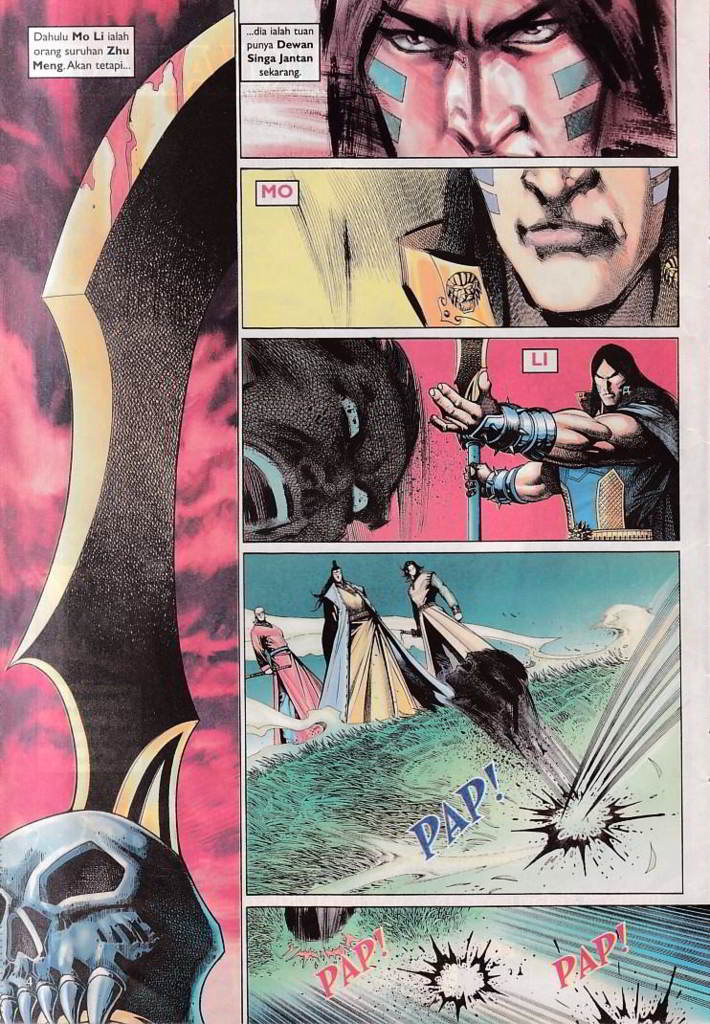 Dahulu Mo Li ialah
orang suruhan Zhu
Meng. Akan tetapi...
...dia ialah tuan
punya Dewan
Singa Jantan
sekarang.
MO
LI
PAP!
PAP!
PAP!